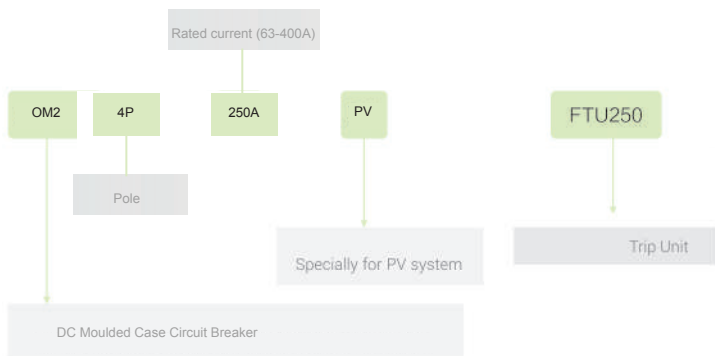 Rated current (63-400A)
OM2 4P 250A PV FTU250
Pole
Specially for PV system
Trip Unit
DC Moulded Case Circuit Breaker